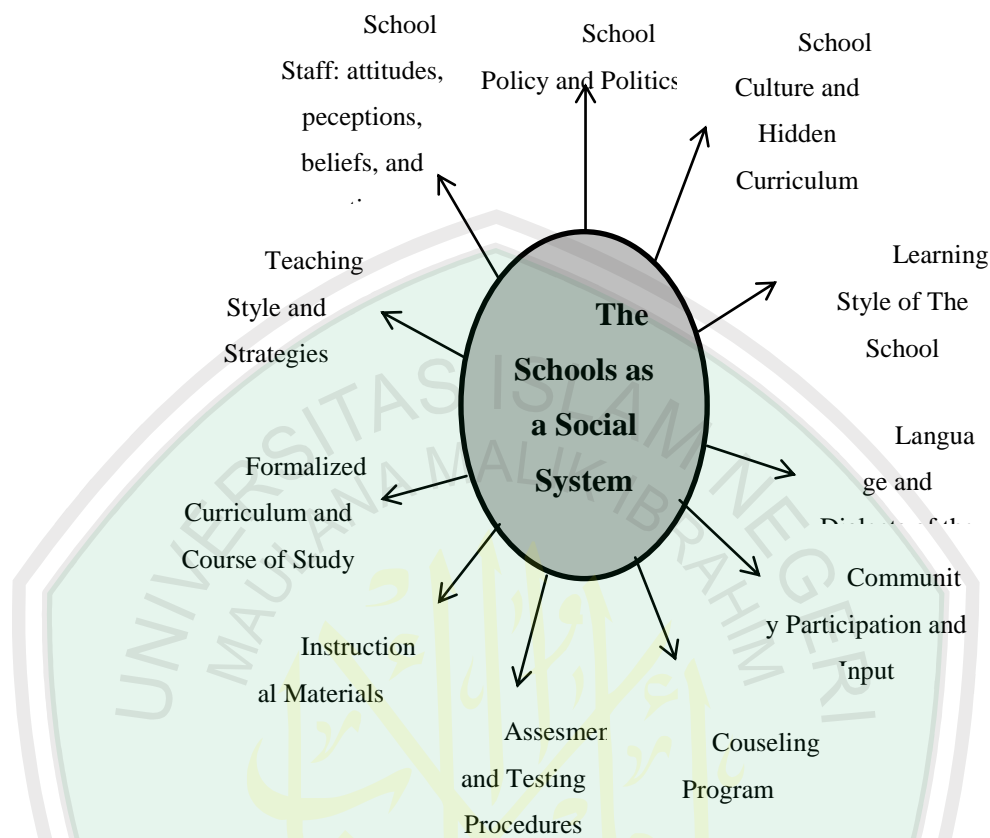 School
Staff: attitudes,
peceptions,
beliefs, and
School
Policy and Politics
School
Culture and
Hidden
Curriculum
Learning
Style of The
School
Langua
ge and
Communit
y Participation and
Input
Couseling
Program
Assesmen
and Testing
Procedures
Instruction
al Materials
Formalized
Curriculum and
Course of Study
Teaching
Style and
Strategies
The
Schools as
a Social
System
UNIVERSITAS ISLAM NEGERI
MAULANA MALIK IBRAHIM